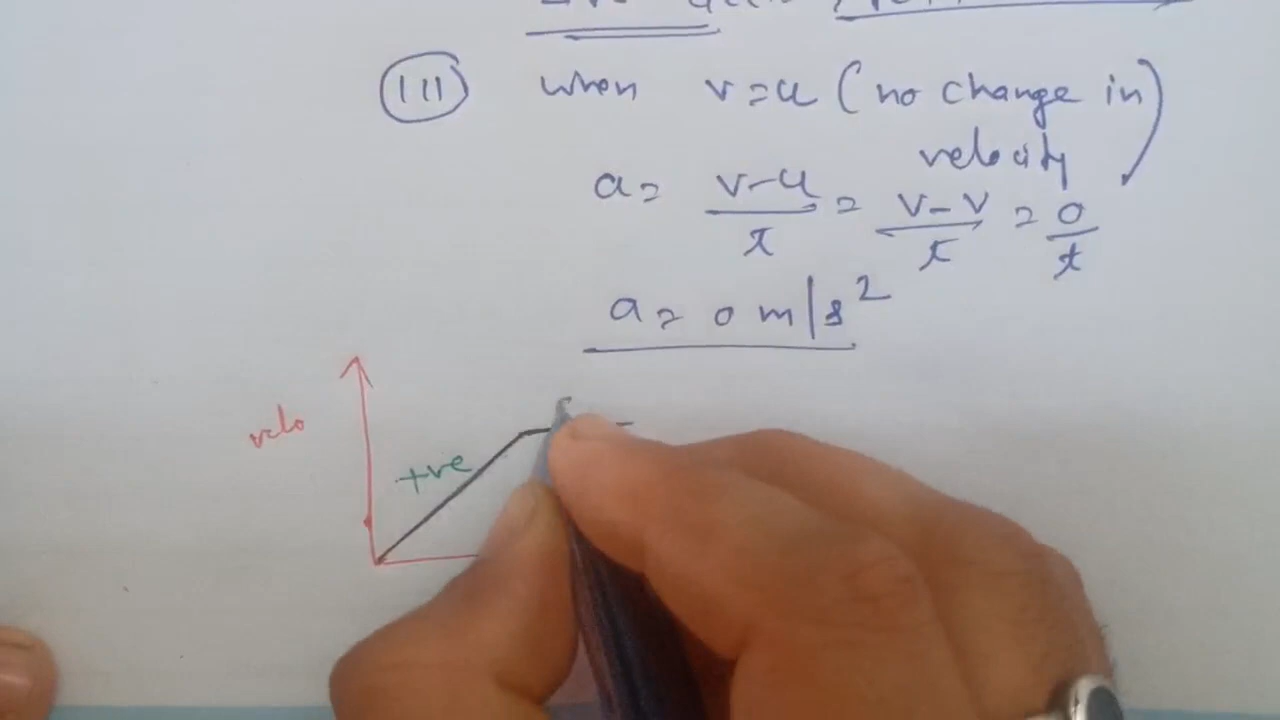 (III) when v=u (no change in
velocity)
a= v-u/t = v-v/t = 0/t
a= 0 m/s²
velo
+ve